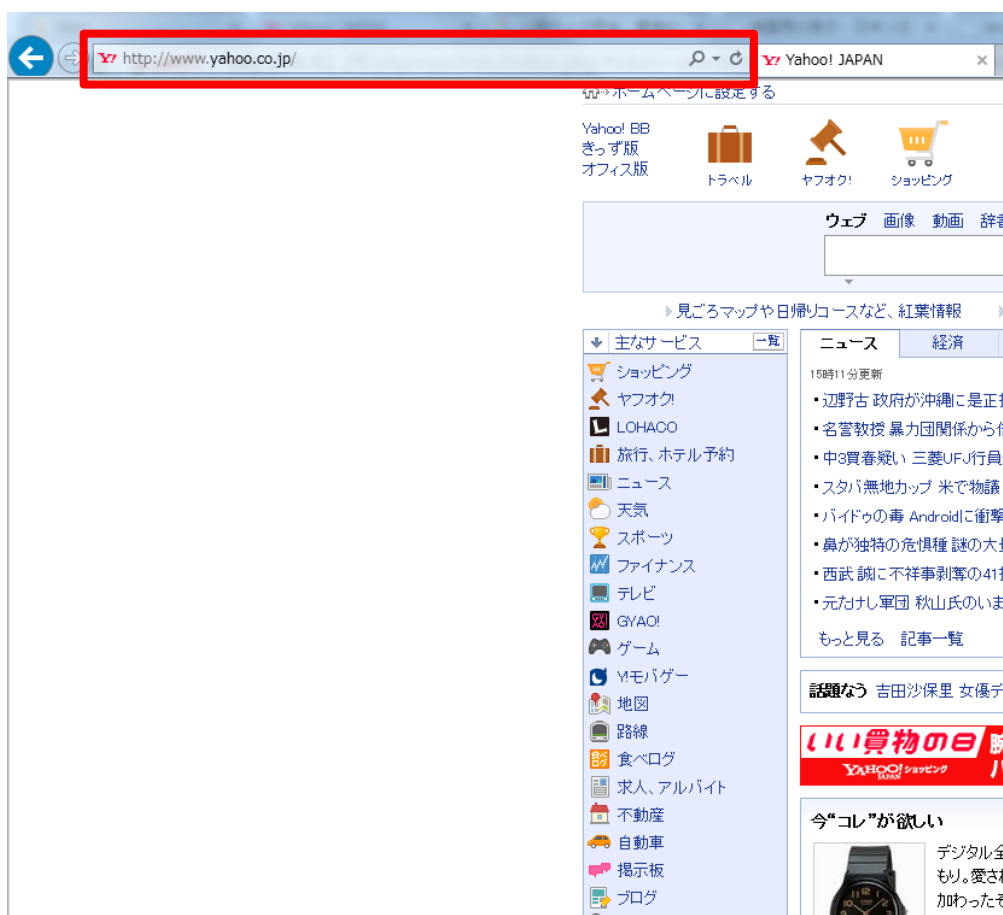 http://www.yahoo.co.jp/
Yahoo! JAPAN
ホームページに設定する
Yahoo! BB
きっず版
オフィス版
トラベル
ヤフオク!
ショッピング
ウェブ 画像 動画 辞書
見ごろマップや日帰りコースなど、紅葉情報
主なサービス 一覧
ショッピング
ヤフオク!
LOHACO
旅行、ホテル予約
ニュース
天気
スポーツ
ファイナンス
テレビ
GYAO!
ゲーム
Y!モバゲー
地図
路線
食べログ
求人、アルバイト
不動産
自動車
掲示板
ブログ
ニュース 経済
15時11分更新
・辺野古 政府が沖縄に是正
・名誉教授 暴力団関係から
・中3買春疑い 三菱UFJ行員
・スタバ無地カップ 米で物議
・バイドゥの毒 Androidに衝撃
・鼻が独特の危惧種 謎の大
・西武 誠に不祥事剥奪の41
・元たけし軍団 秋山氏のいま
もっと見る 記事一覧
話題なう 吉田沙保里 女優デ
いい買物の日
YAHOO! JAPAN ショッピング
今“コレ”が欲しい
デジタル全
もり。愛され
加わったそ